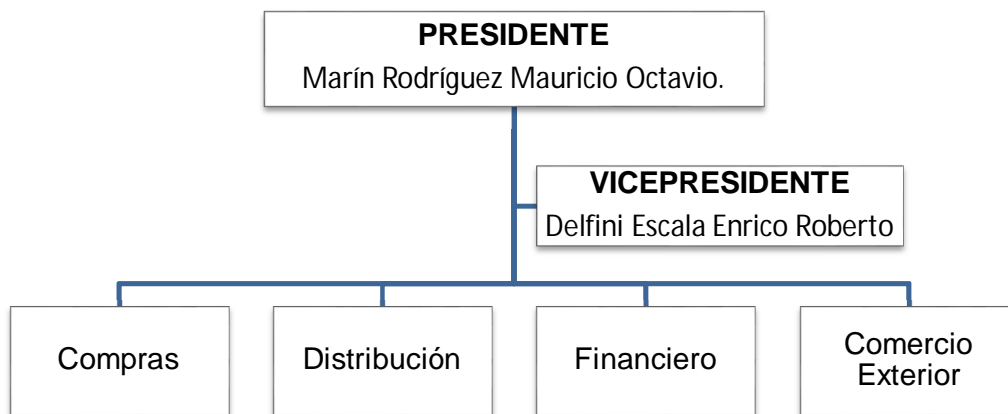 PRESIDENTE
Marín Rodríguez Mauricio Octavio.
VICEPRESIDENTE
Delfini Escala Enrico Roberto
Compras
Distribución
Financiero
Comercio
Exterior